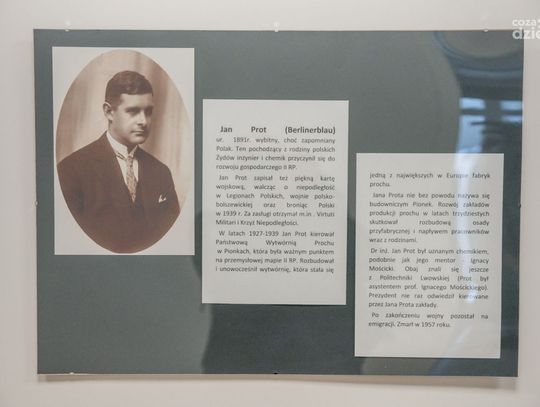 cozy
dzie
Jan Prot (Berlinerblau)
ur. 1891r. wybitny, choć zapomniany
Polak. Ten pochodzący z rodziny polskich
Żydów inżynier i chemik przyczynił się do
rozwoju gospodarczego II RP.
Jan Prot zapisał też piękną kartę
wojskową, walcząc o niepodległość
w Legionach Polskich, wojnie polsko-
bolszewickiej oraz broniąc Polski
w 1939 r. Za zasługi otrzymał m.in. Virtuti
Militari i Krzyż Niepodległości.
W latach 1927-1939 Jan Prot kierował
Państwową Wytwórnią Prochu
w Pionkach, która była ważnym punktem
na przemysłowej mapie II RP. Rozbudował
i unowocześnił wytwórnię, która stała się
jedną z największych w Europie fabryk
prochu.
Jana Prota nie bez powodu nazywa się
budowniczym Pionek. Rozwój zakładów
produkcji prochu w latach trzydziestych
skutkował rozbudową osady
przyfabrycznej i napływem pracowników
wraz z rodzinami.
Dr inż. Jan Prot był uznanym chemikiem,
podobnie jak jego mentor - Ignacy
Mościcki. Obaj znali się jeszcze
z Politechniki Lwowskiej (Prot był
asystentem prof. Ignacego Mościckiego).
Prezydent nie raz odwiedził kierowane
przez Jana Prota zakłady.
Po zakończeniu wojny pozostał na
emigracji. Zmarł w 1957 roku.